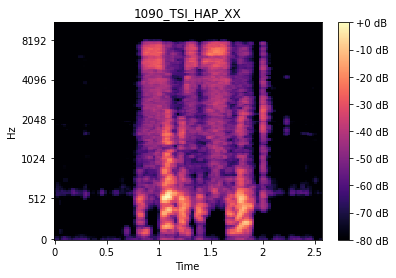 1090_TSI_HAP_XX
Hz
8192
4096
2048
1024
512
0
0
0.5
1
1.5
2
2.5
Time
+0 dB
-10 dB
-20 dB
-30 dB
-40 dB
-50 dB
-60 dB
-70 dB
-80 dB